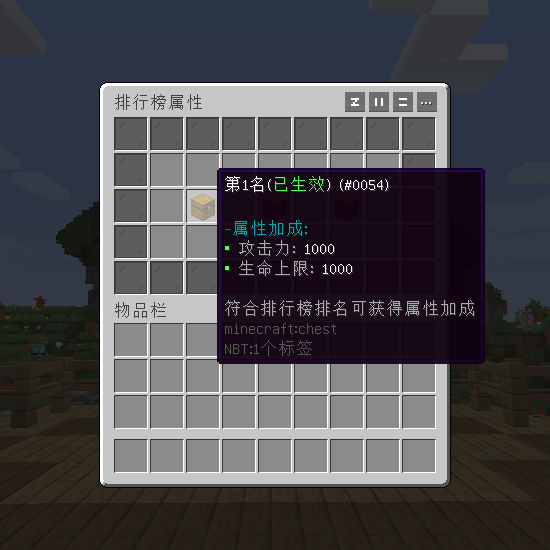 排行榜属性
第1名(已生效) (#0054)
-属性加成:
▪ 攻击力: 1000
▪ 生命上限: 1000
符合排行榜排名可获得属性加成
minecraft:chest
NBT:1个标签
物品栏